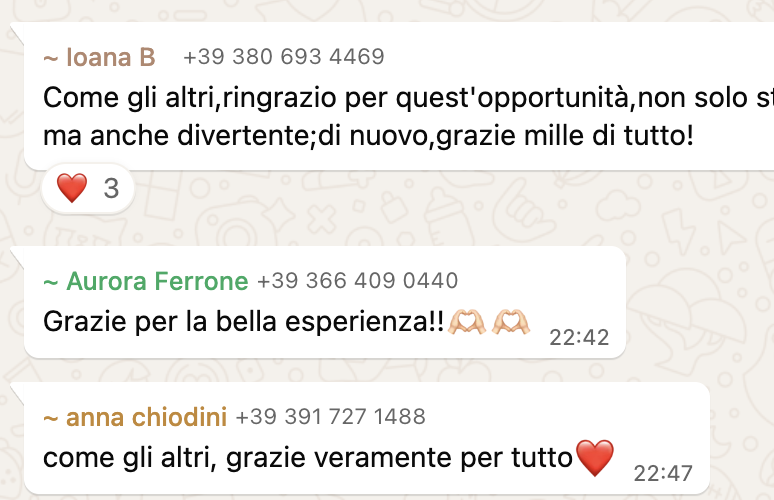 ~ Ioana B +39 380 693 4469
Come gli altri,ringrazio per quest'opportunità,non solo
ma anche divertente;di nuovo,grazie mille di tutto!
❤️ 3
~ Aurora Ferrone +39 366 409 0440
Grazie per la bella esperienza!!🫶🏻🫶🏻 22:42
~ anna chiodini +39 391 727 1488
come gli altri, grazie veramente per tutto❤️ 22:47